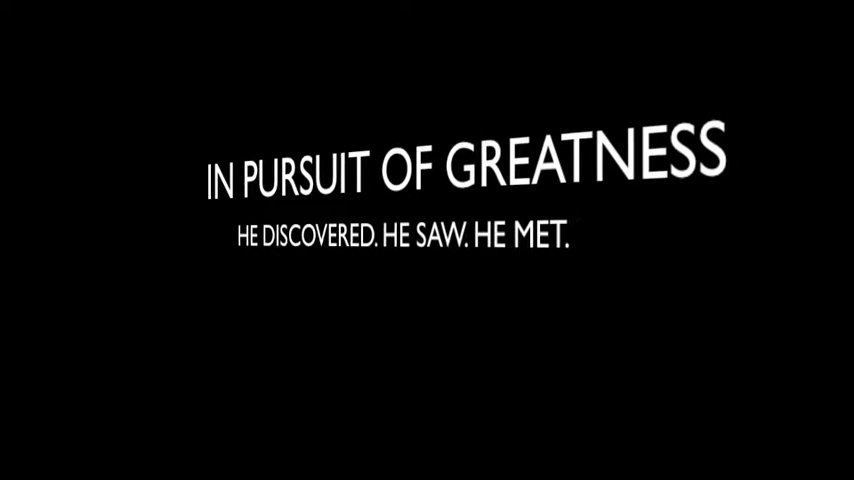 IN PURSUIT OF GREATNESS
HE DISCOVERED. HE SAW. HE MET.